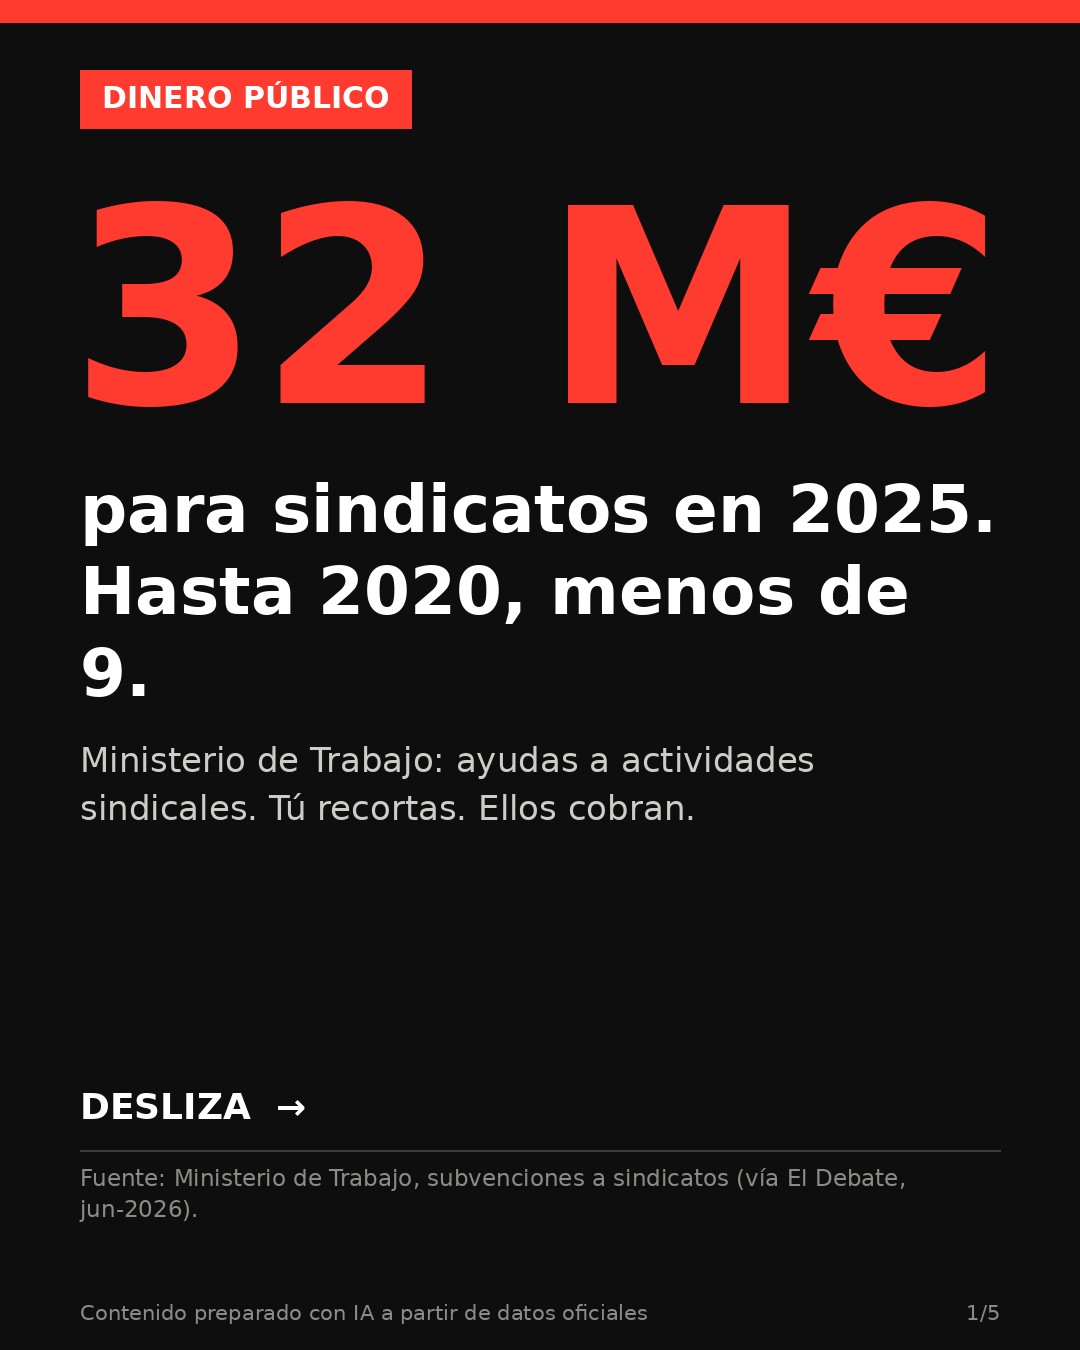 DINERO PÚBLICO
32 M€
para sindicatos en 2025.
Hasta 2020, menos de
9.
Ministerio de Trabajo: ayudas a actividades
sindicales. Tú recortas. Ellos cobran.
DESLIZA →
Fuente: Ministerio de Trabajo, subvenciones a sindicatos (vía El Debate,
jun-2026).
Contenido preparado con IA a partir de datos oficiales
1/5